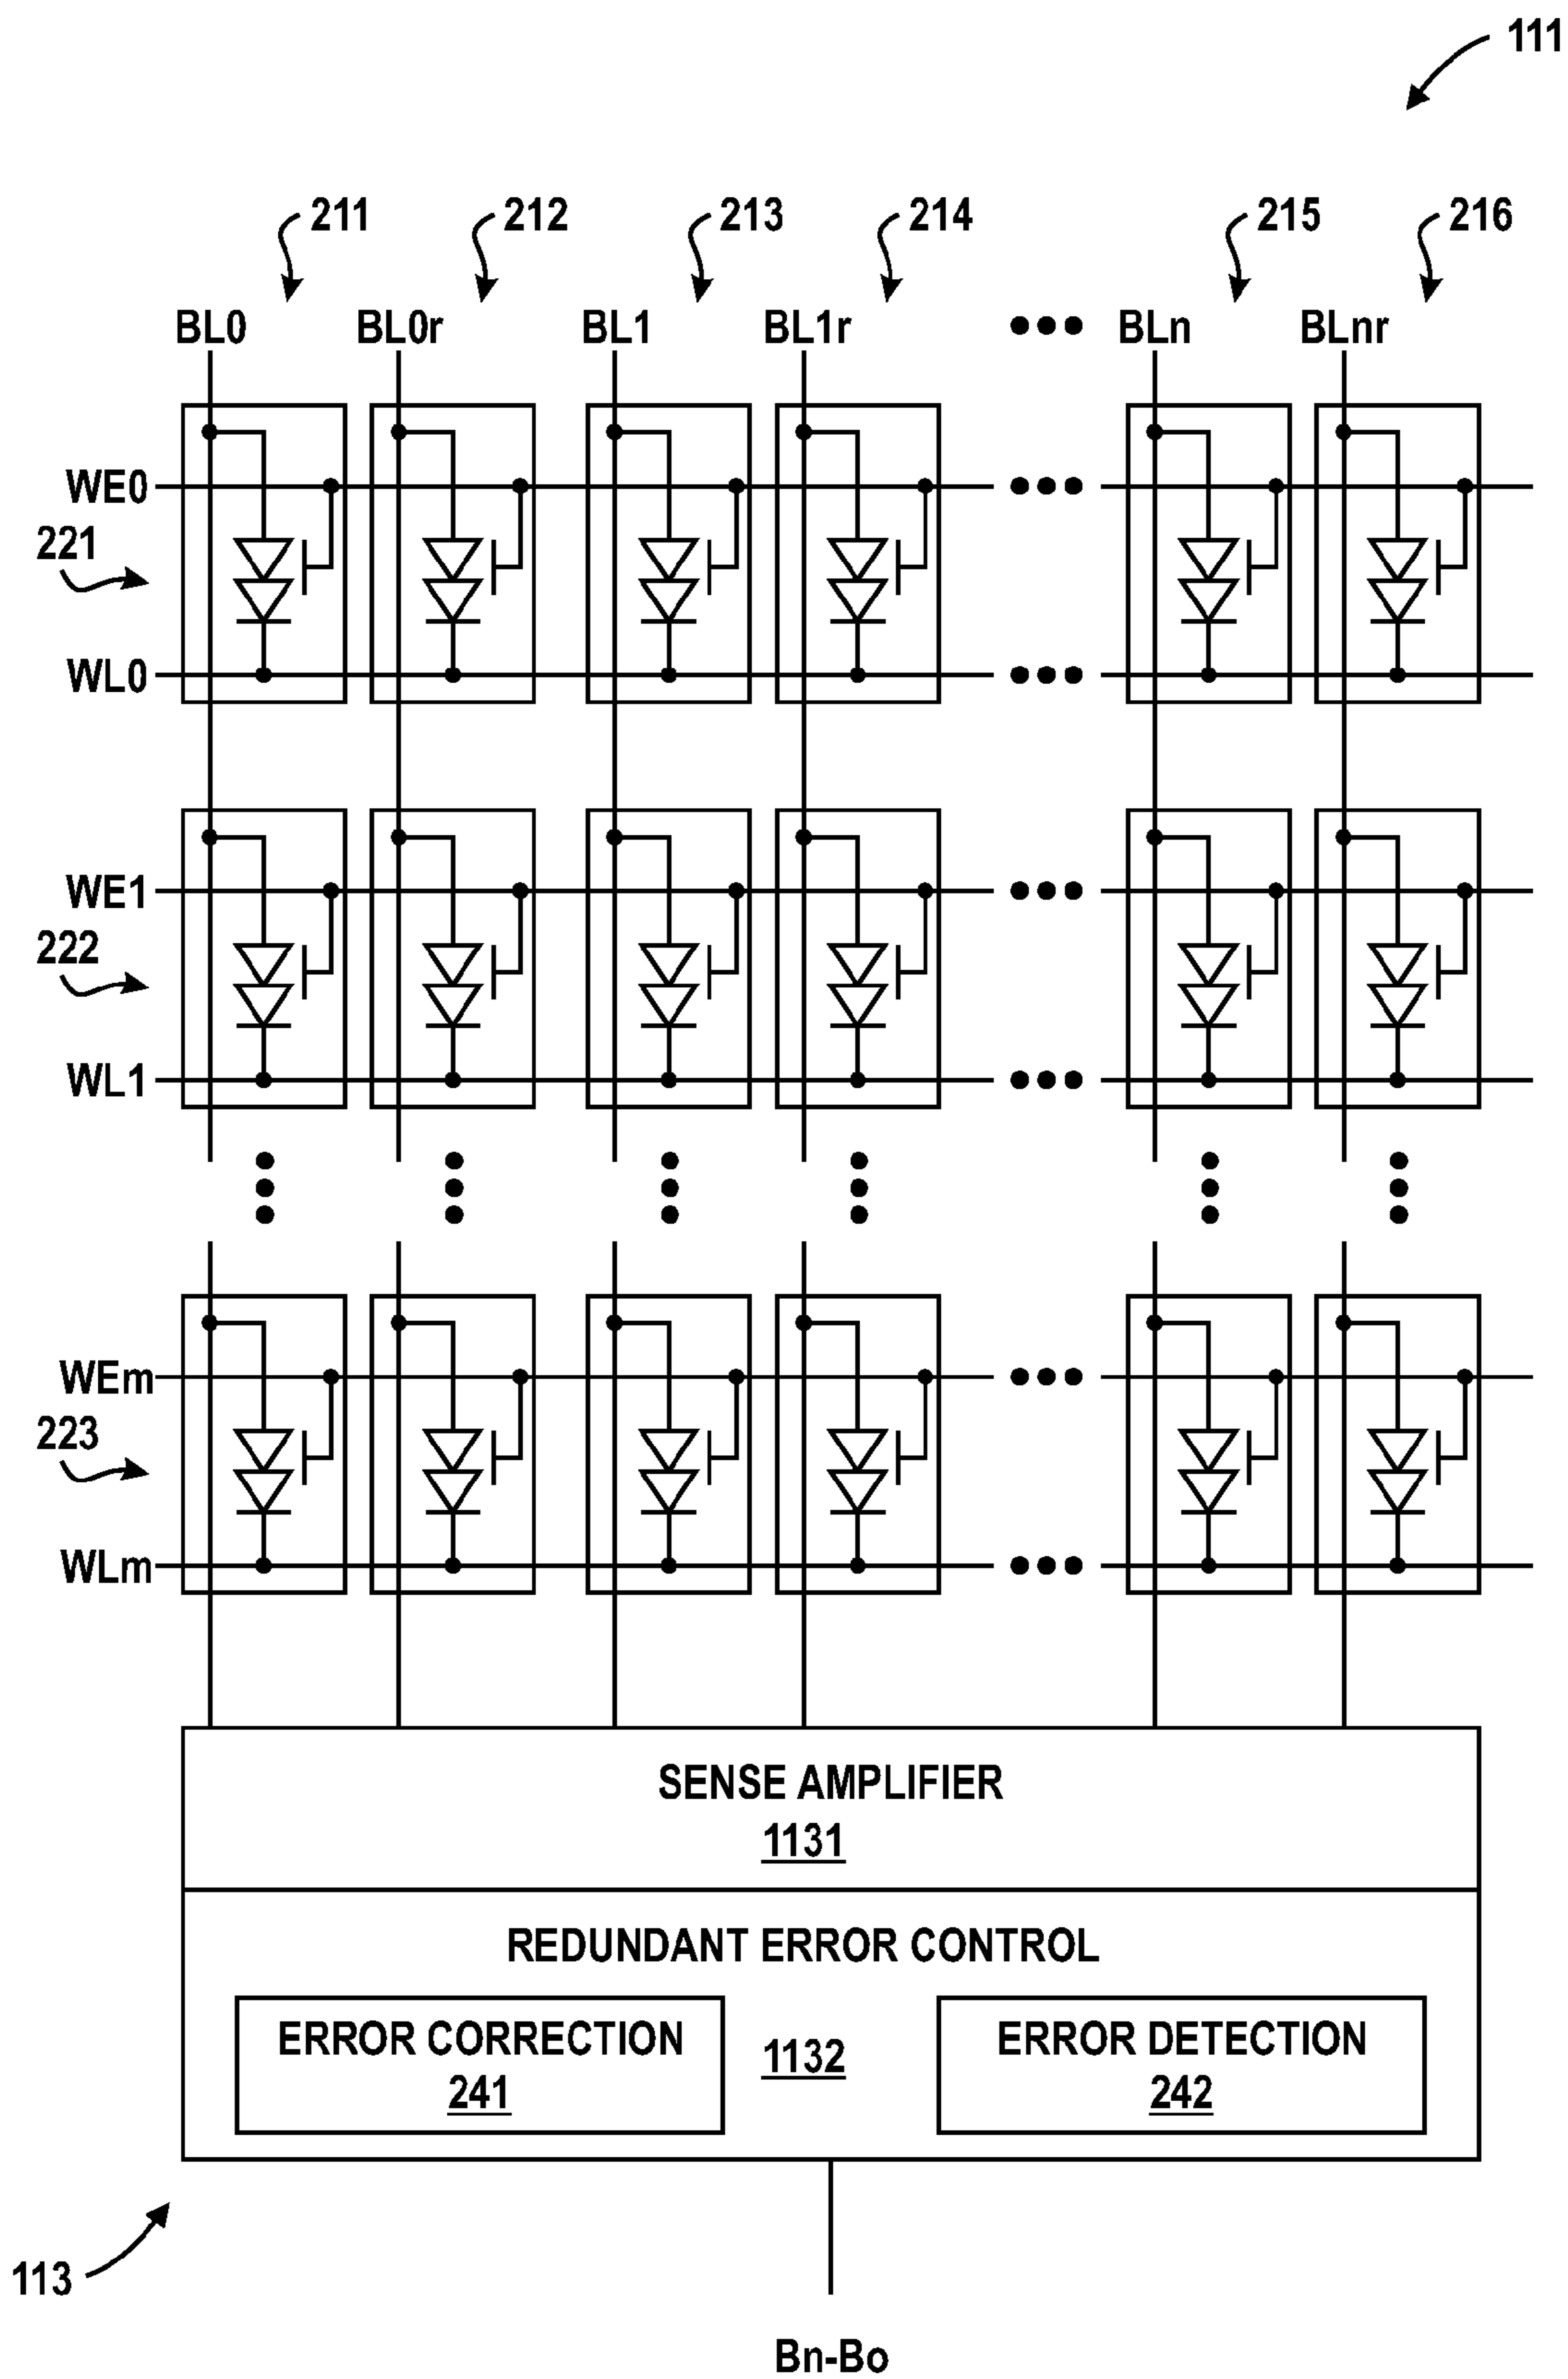 111
211 212 213 214 215 216
BL0 BL0r BL1 BL1r BLn BLnr
WE0
221
WL0
WE1
222
WL1
WEm
223
WLm
SENSE AMPLIFIER
1131
REDUNDANT ERROR CONTROL
ERROR CORRECTION
241
1132
ERROR DETECTION
242
113
Bn-Bo